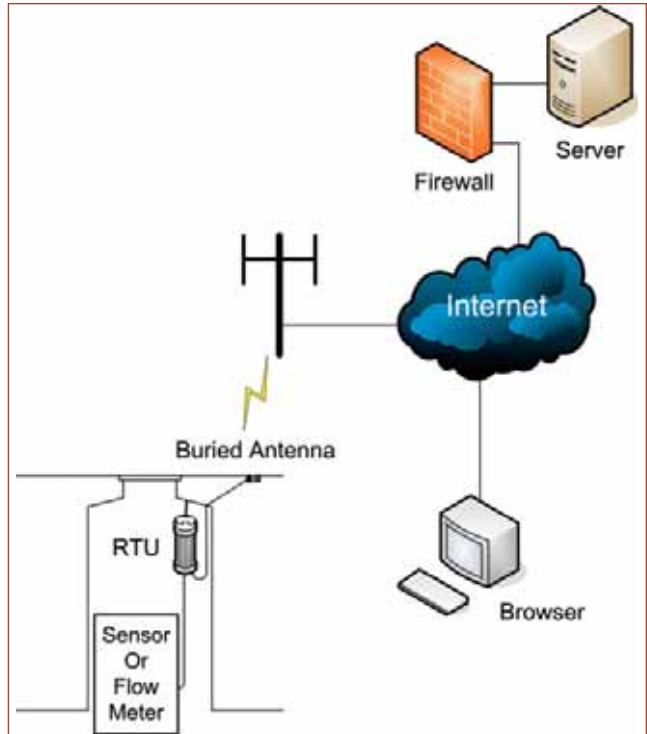 Server
Firewall
Internet
Buried Antenna
RTU
Browser
Sensor
Or
Flow
Meter